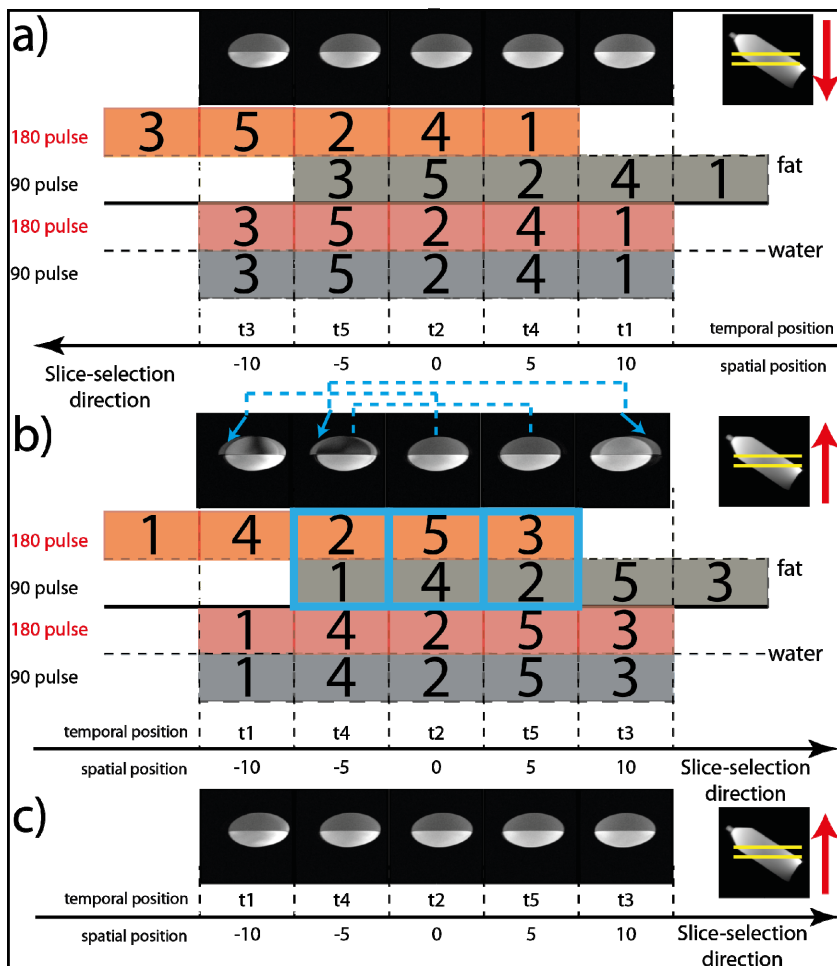 a)
180 pulse 3 5 2 4 1
90 pulse 3 5 2 4 1 fat
180 pulse 3 5 2 4 1
water
90 pulse 3 5 2 4 1
t3 t5 t2 t4 t1 temporal position
-10 -5 0 5 10 spatial position
Slice-selection
direction
b)
180 pulse 1 4 2 5 3
90 pulse 1 4 2 5 3 fat
180 pulse 1 4 2 5 3
water
90 pulse 1 4 2 5 3
temporal position t1 t4 t2 t5 t3
spatial position -10 -5 0 5 10 Slice-selection
direction
c)
temporal position t1 t4 t2 t5 t3
spatial position -10 -5 0 5 10 Slice-selection
direction